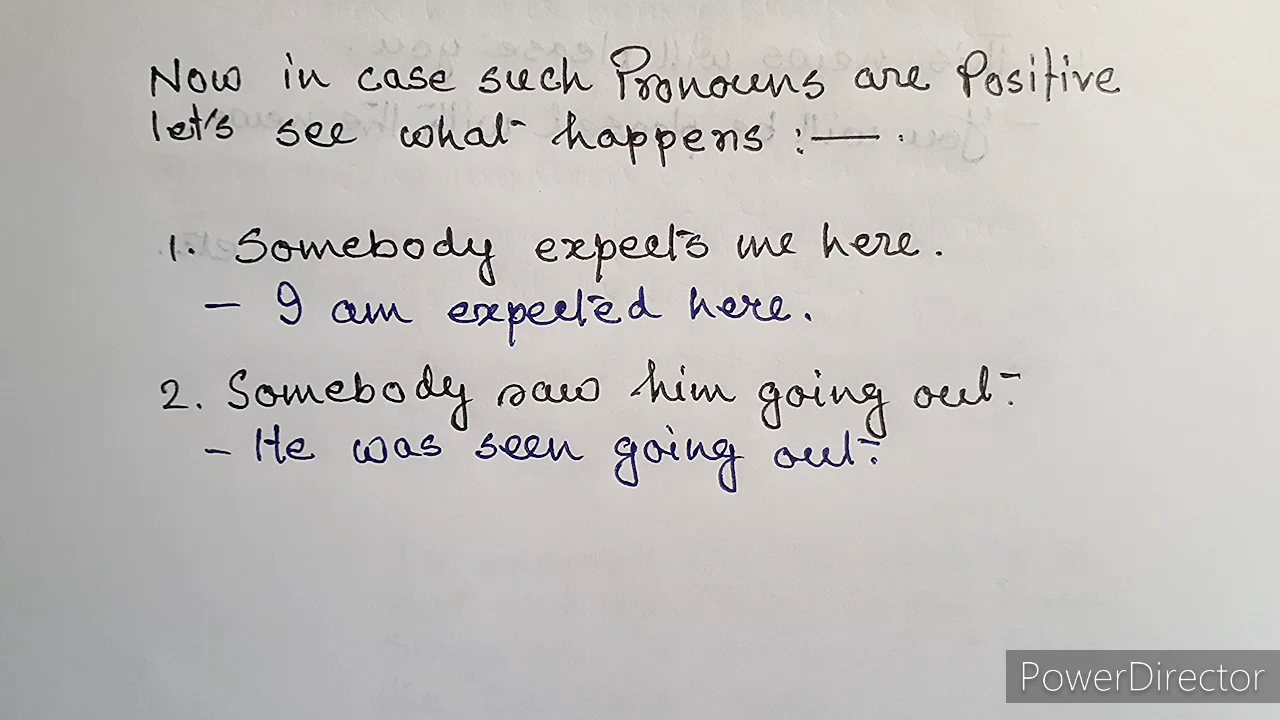 Now in case such Pronouns are Positive
let's see what happens :— .
1. Somebody expects me here.
- I am expected here.
2. Somebody saw him going out.
- He was seen going out.
PowerDirector